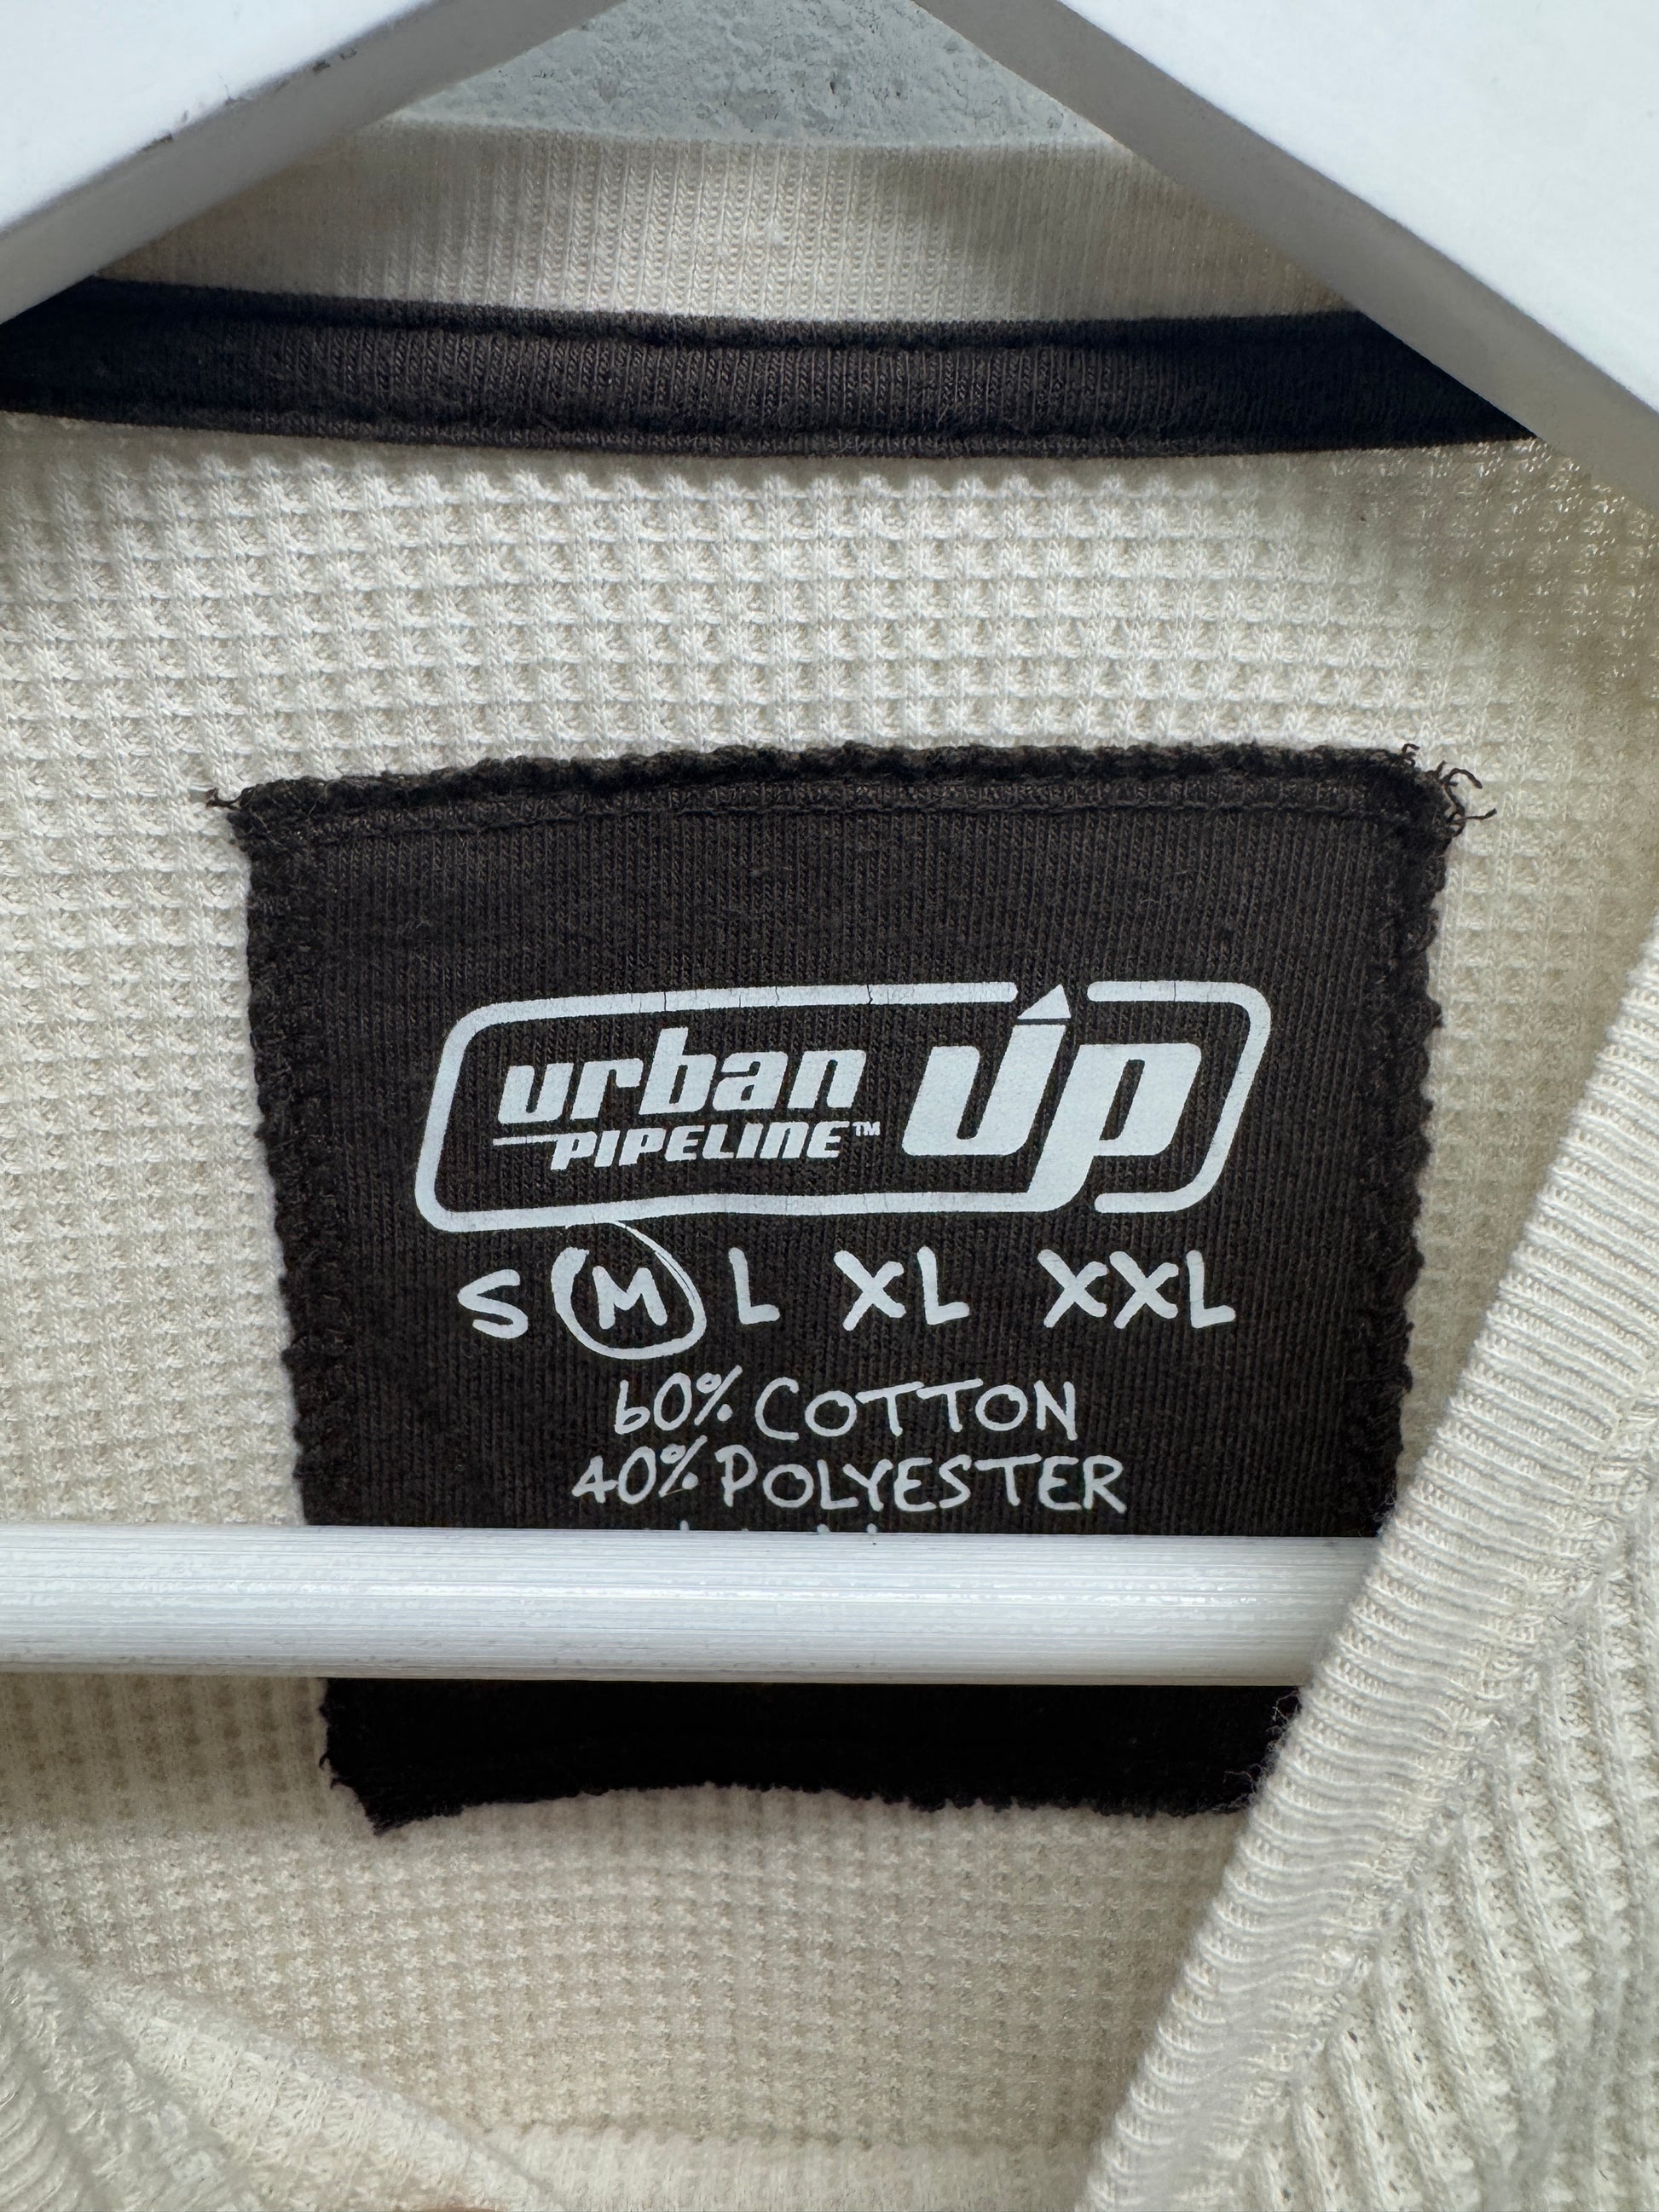 urban
PIPELINE™ up
S M L XL XXL
60% COTTON
40% POLYESTER